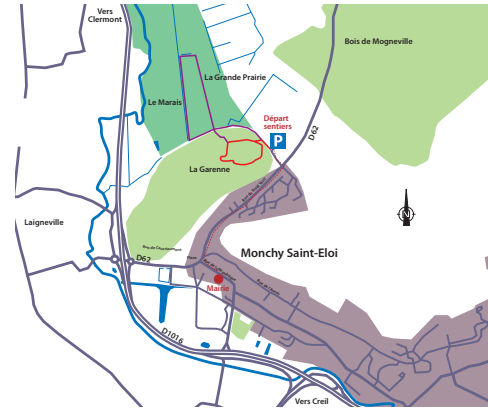 Vers
Clermont
Bois de Mogneville
La Grande Prairie
Le Marais
Départ
sentiers
P
D62
La Garenne
Laigneville
N
Monchy Saint-Eloi
D62
Mairie
D1016
Vers Creil